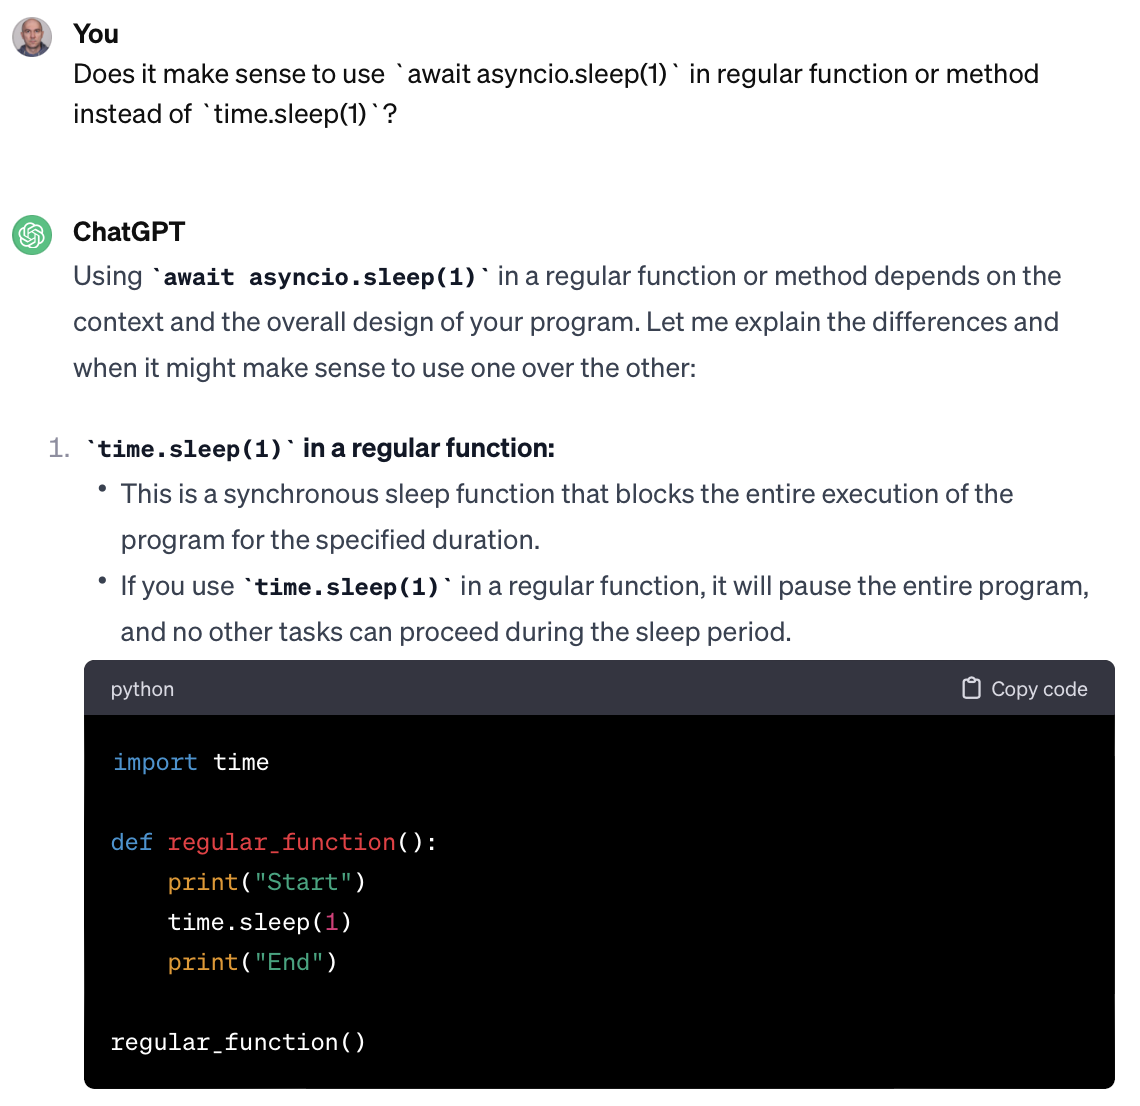 You
Does it make sense to use `await asyncio.sleep(1)` in regular function or method
instead of `time.sleep(1)`?
ChatGPT
Using `await asyncio.sleep(1)` in a regular function or method depends on the
context and the overall design of your program. Let me explain the differences and
when it might make sense to use one over the other:
1. `time.sleep(1)` in a regular function:
• This is a synchronous sleep function that blocks the entire execution of the
program for the specified duration.
• If you use `time.sleep(1)` in a regular function, it will pause the entire program,
and no other tasks can proceed during the sleep period.
python Copy code
import time
def regular_function():
    print("Start")
    time.sleep(1)
    print("End")
regular_function()